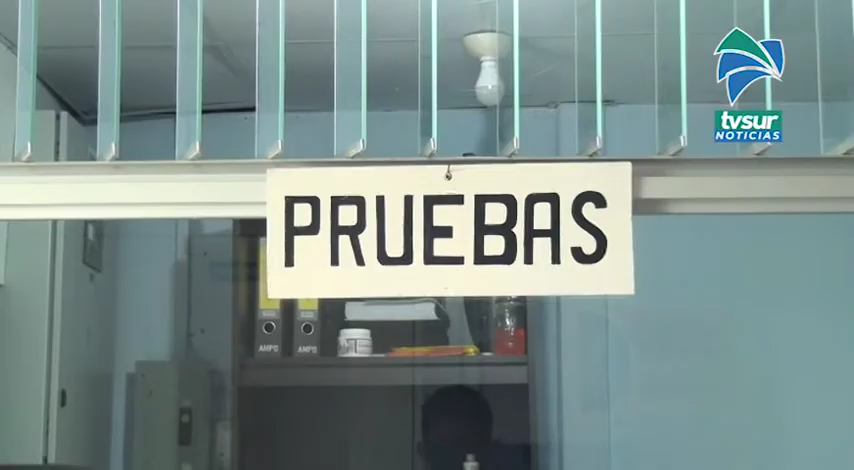 tvsur
NOTICIAS
PRUEBAS
AMPO
AMPO